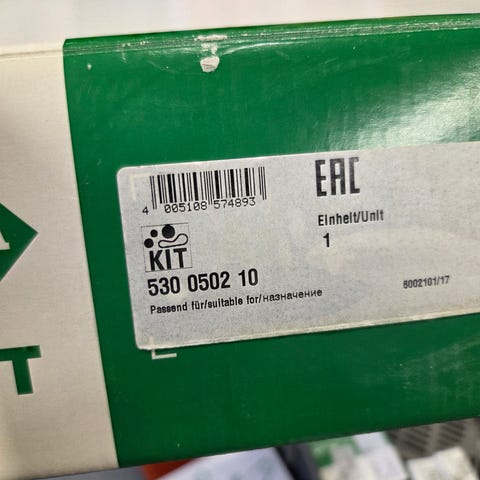 EAC
4 005108 574893
Einheit/Unit
1
KIT
530 0502 10
Passend für/suitable for/назначение
6002101/17
T